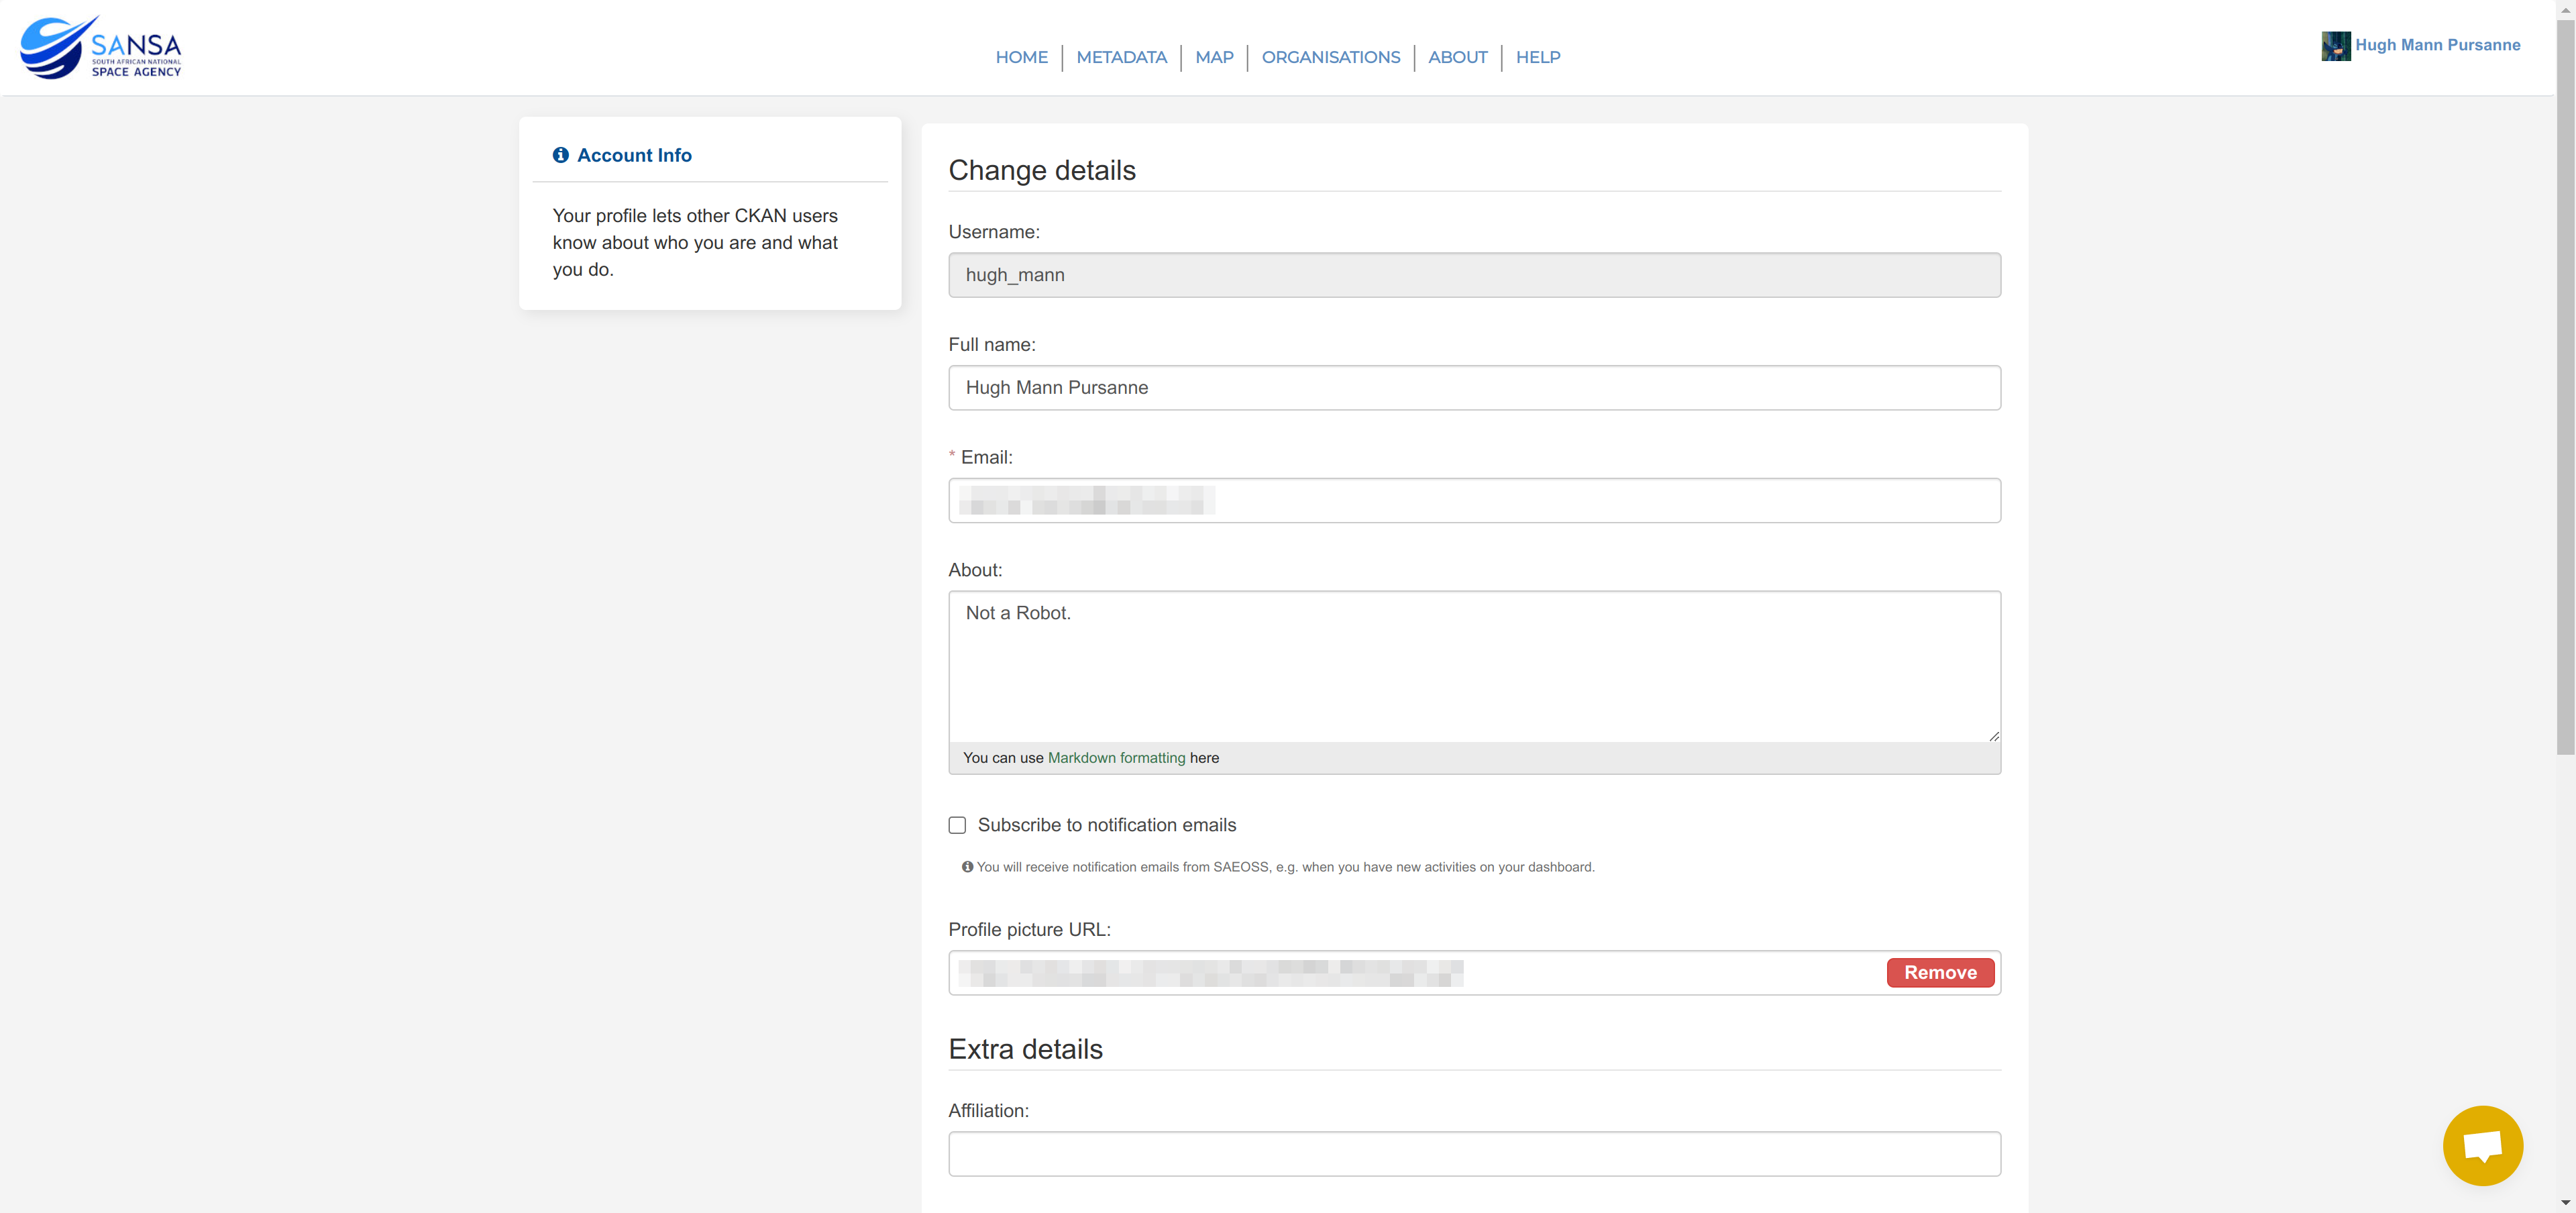 SANSA
SOUTH AFRICAN NATIONAL
SPACE AGENCY
HOME
METADATA
MAP
ORGANISATIONS
ABOUT
HELP
Hugh Mann Pursanne
Account Info
Your profile lets other CKAN users
know about who you are and what
you do.
Change details
Username:
hugh_mann
Full name:
Hugh Mann Pursanne
* Email:
About:
Not a Robot.
You can use Markdown formatting here
Subscribe to notification emails
You will receive notification emails from SAEOSS, e.g. when you have new activities on your dashboard.
Profile picture URL:
Remove
Extra details
Affiliation: